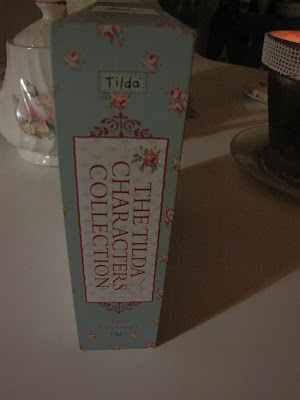 Tilda
THE TILDA
CHARACTERS
COLLECTION